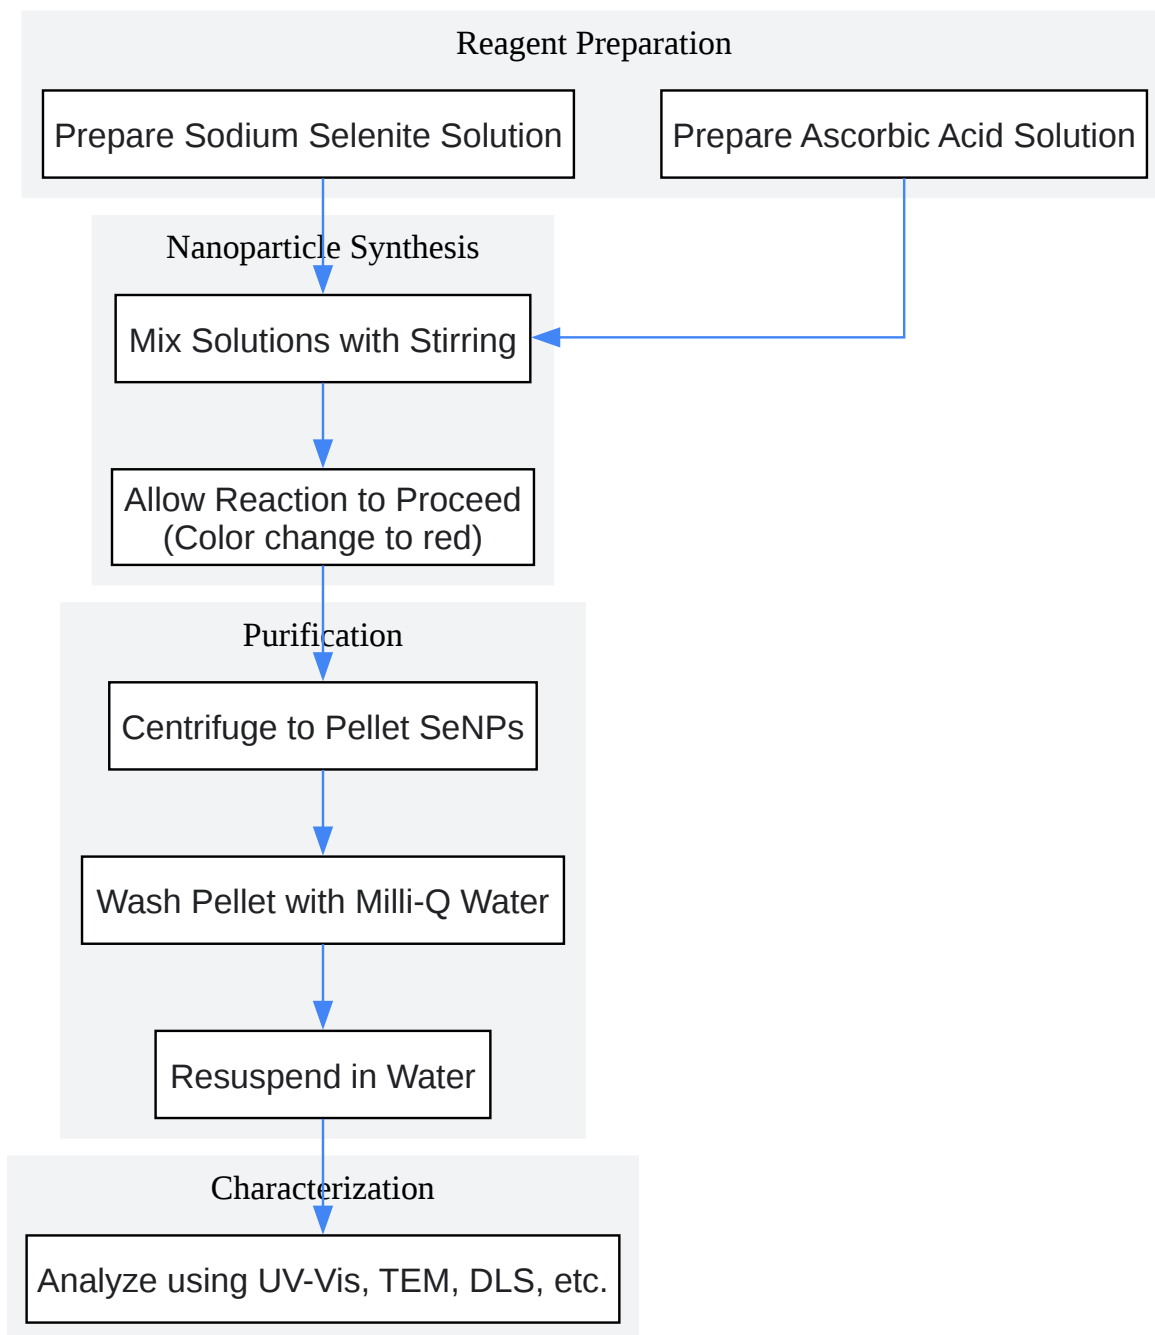 Reagent Preparation
Prepare Sodium Selenite Solution
Prepare Ascorbic Acid Solution
Nanoparticle Synthesis
Mix Solutions with Stirring
Allow Reaction to Proceed
(Color change to red)
Purification
Centrifuge to Pellet SeNPs
Wash Pellet with Milli-Q Water
Resuspend in Water
Characterization
Analyze using UV-Vis, TEM, DLS, etc.